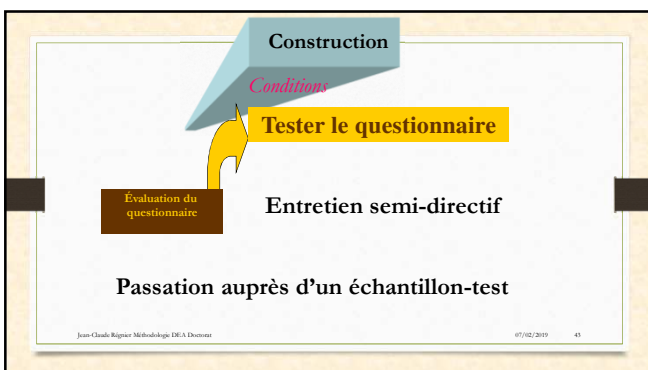 Construction
Conditions
Tester le questionnaire
Évaluation du
questionnaire
Entretien semi-directif
Passation auprès d'un échantillon-test
Jean-Claude Régnier Méthodologie DEA Doctorat 07/02/2019 43